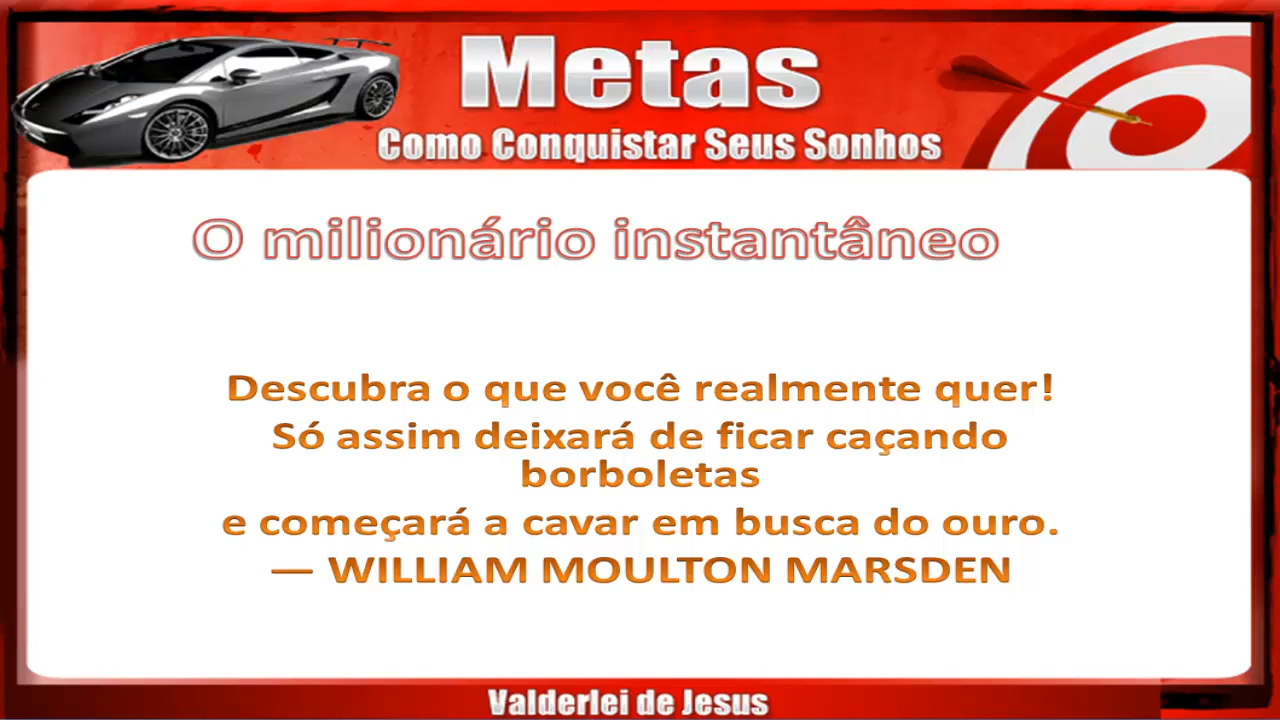 Metas
Como Conquistar Seus Sonhos
O milionário instantâneo
Descubra o que você realmente quer!
Só assim deixará de ficar caçando
borboletas
e começará a cavar em busca do ouro.
— WILLIAM MOULTON MARSDEN
Valderlei de Jesus